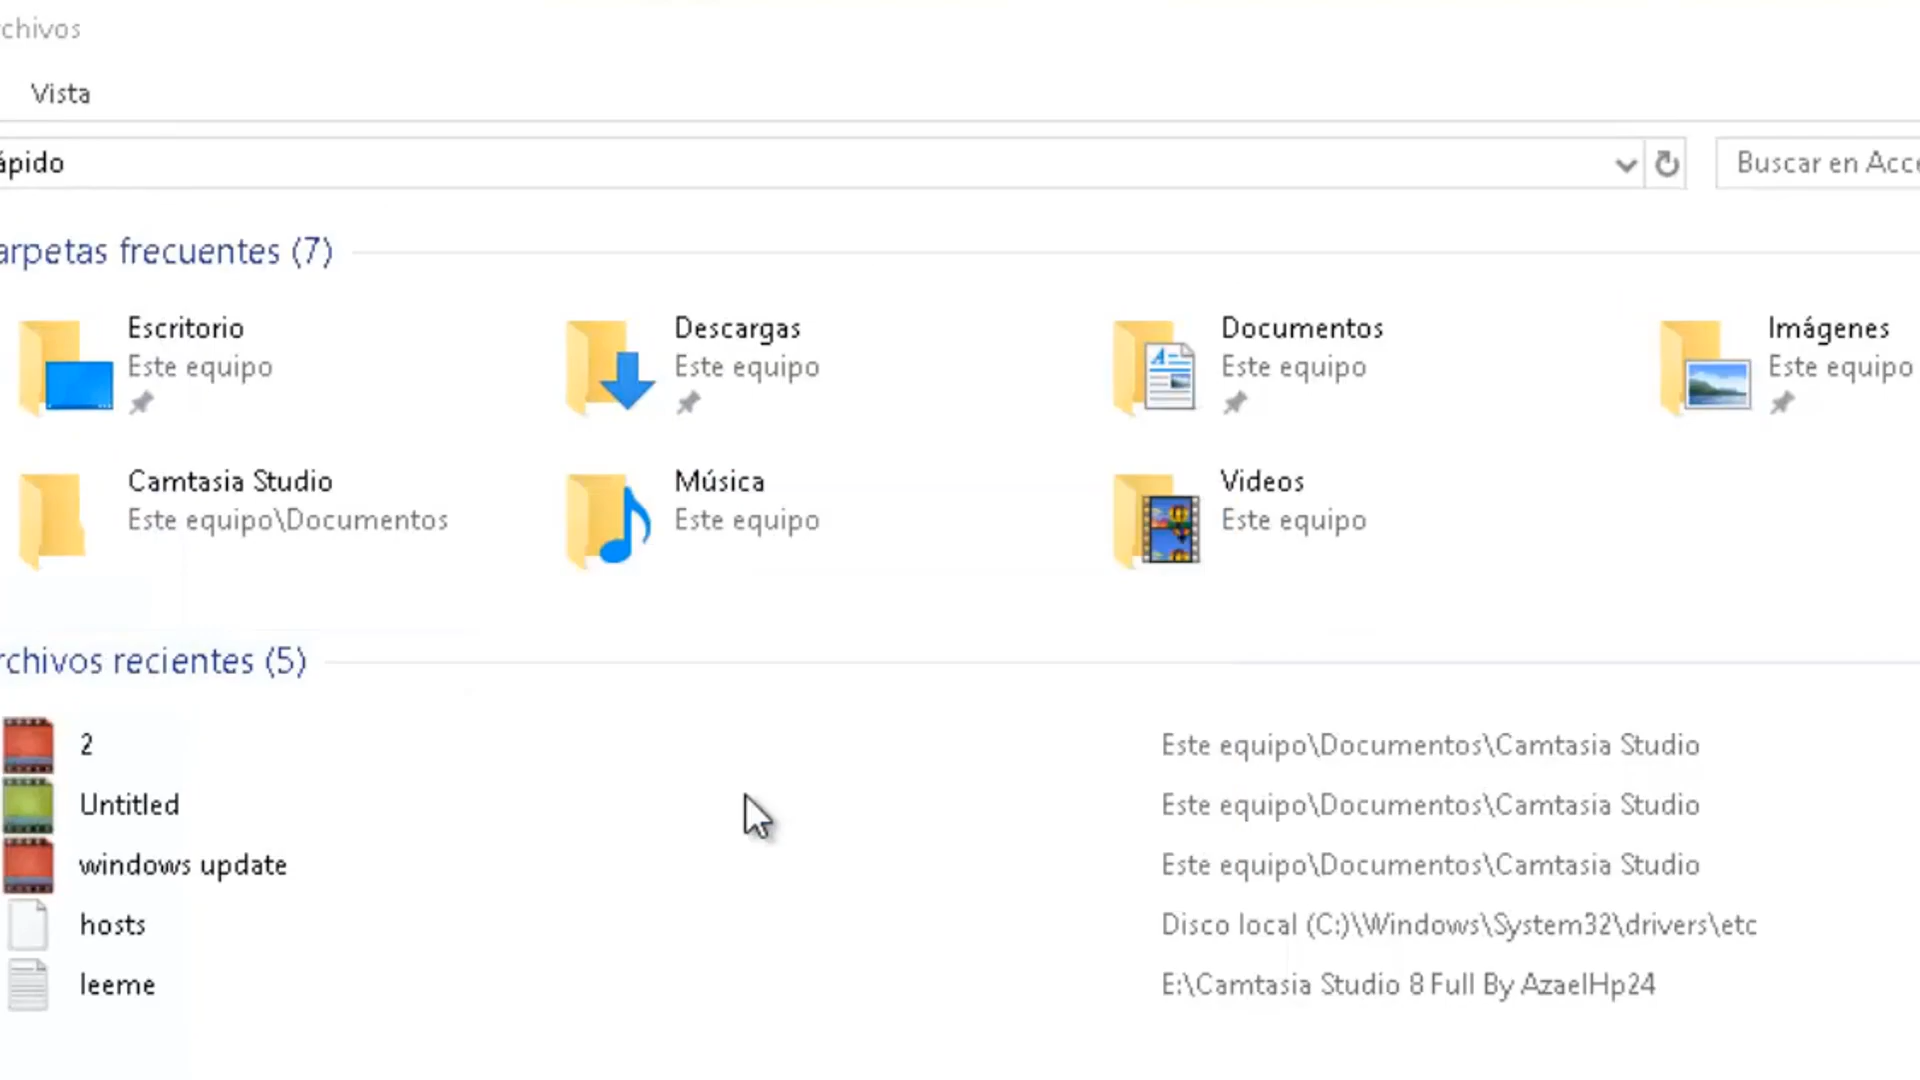 chivos
Vista
ápido
Buscar en Acce
arpetas frecuentes (7)
Escritorio
Este equipo
Descargas
Este equipo
Documentos
Este equipo
Imágenes
Este equipo
Camtasia Studio
Este equipo\Documentos
Música
Este equipo
Videos
Este equipo
rchivos recientes (5)
2 Este equipo\Documentos\Camtasia Studio
Untitled Este equipo\Documentos\Camtasia Studio
windows update Este equipo\Documentos\Camtasia Studio
hosts Disco local (C:)\Windows\System32\drivers\etc
leeme E:\Camtasia Studio 8 Full By AzaelHp24